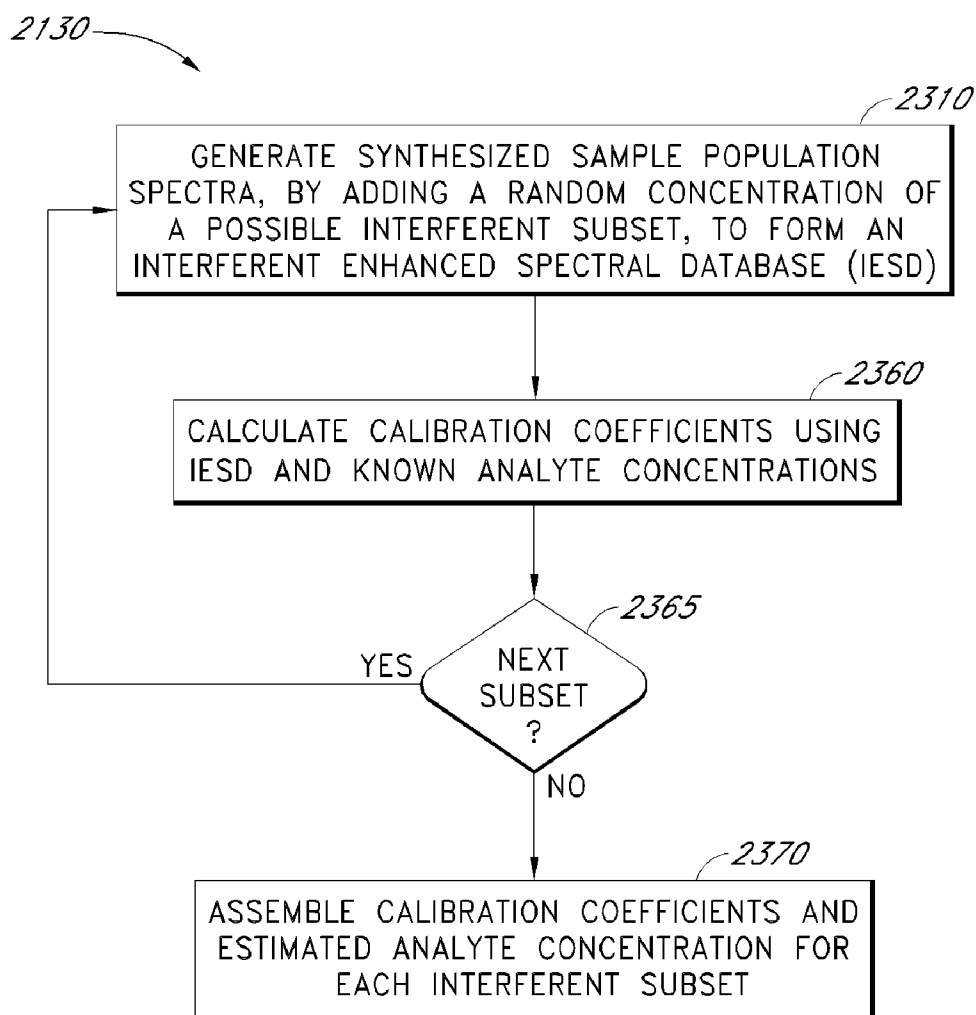 2130
2310
GENERATE SYNTHESIZED SAMPLE POPULATION
SPECTRA, BY ADDING A RANDOM CONCENTRATION OF
A POSSIBLE INTERFERENT SUBSET, TO FORM AN
INTERFERENT ENHANCED SPECTRAL DATABASE (IESD)
2360
CALCULATE CALIBRATION COEFFICIENTS USING
IESD AND KNOWN ANALYTE CONCENTRATIONS
2365
YES
NEXT
SUBSET
?
NO
2370
ASSEMBLE CALIBRATION COEFFICIENTS AND
ESTIMATED ANALYTE CONCENTRATION FOR
EACH INTERFERENT SUBSET